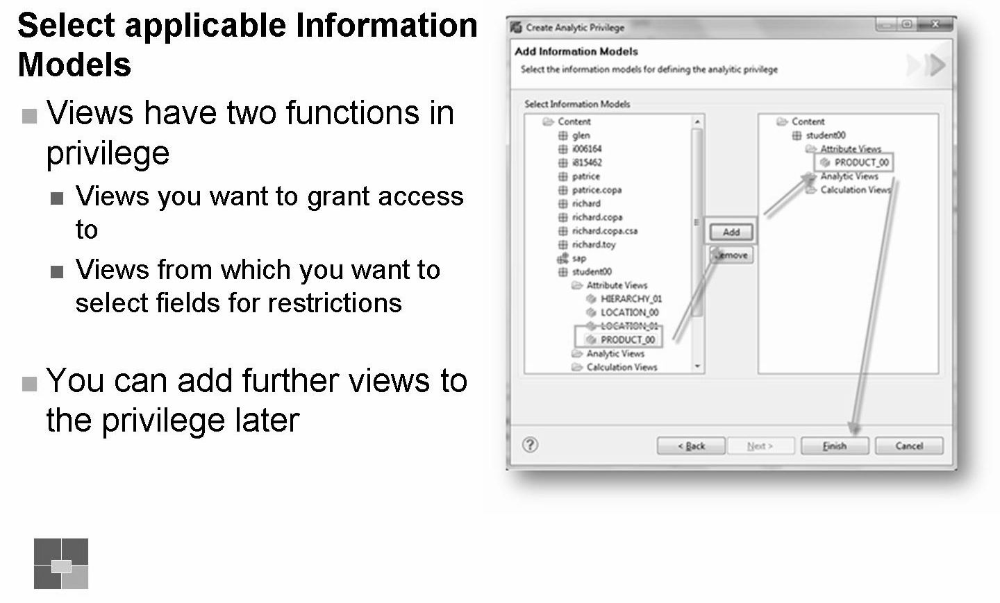 Select applicable Information
Models
Views have two functions in
privilege
Views you want to grant access
to
Views from which you want to
select fields for restrictions
You can add further views to
the privilege later
Create Analytic Privilege
Add Information Models
Select the information models for defining the analyitic privilege
Select Information Models
Content
glen
i006164
i815462
patrice
patrice.copa
richard
richard.copa
richard.copa.csa
richard.toy
sap
student00
Attribute Views
HIERARCHY_01
LOCATION_00
LOCATION_01
PRODUCT_00
Analytic Views
Calculation Views
Add
Remove
Content
student00
Attribute Views
PRODUCT_00
Analytic Views
Calculation Views
?
< Back
Next >
Finish
Cancel